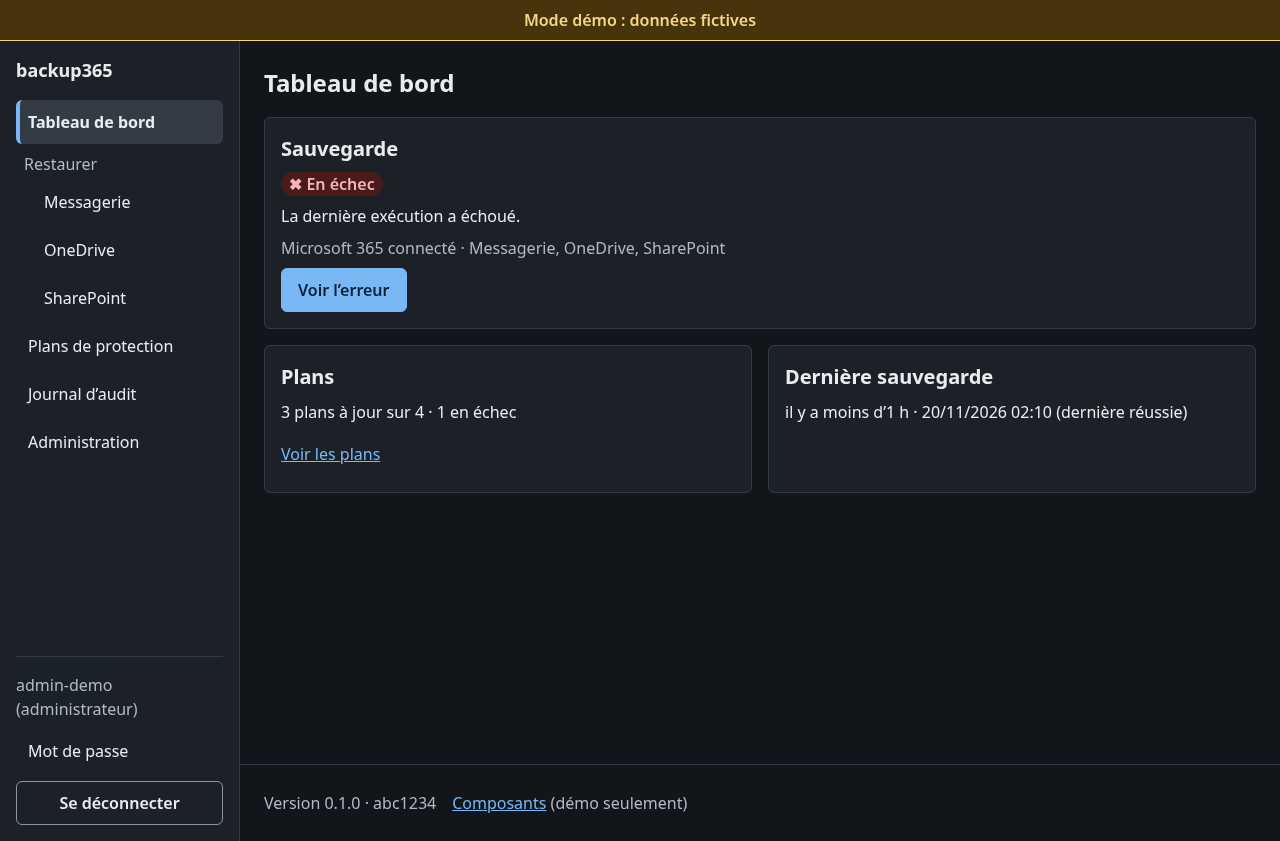 Mode démo : données fictives
backup365
Tableau de bord
Restaurer
Messagerie
OneDrive
SharePoint
Plans de protection
Journal d’audit
Administration
admin-demo
(administrateur)
Mot de passe
Se déconnecter
Tableau de bord
Sauvegarde
✖ En échec
La dernière exécution a échoué.
Microsoft 365 connecté · Messagerie, OneDrive, SharePoint
Voir l’erreur
Plans
3 plans à jour sur 4 · 1 en échec
Voir les plans
Dernière sauvegarde
il y a moins d’1 h · 20/11/2026 02:10 (dernière réussie)
Version 0.1.0 · abc1234 Composants (démo seulement)